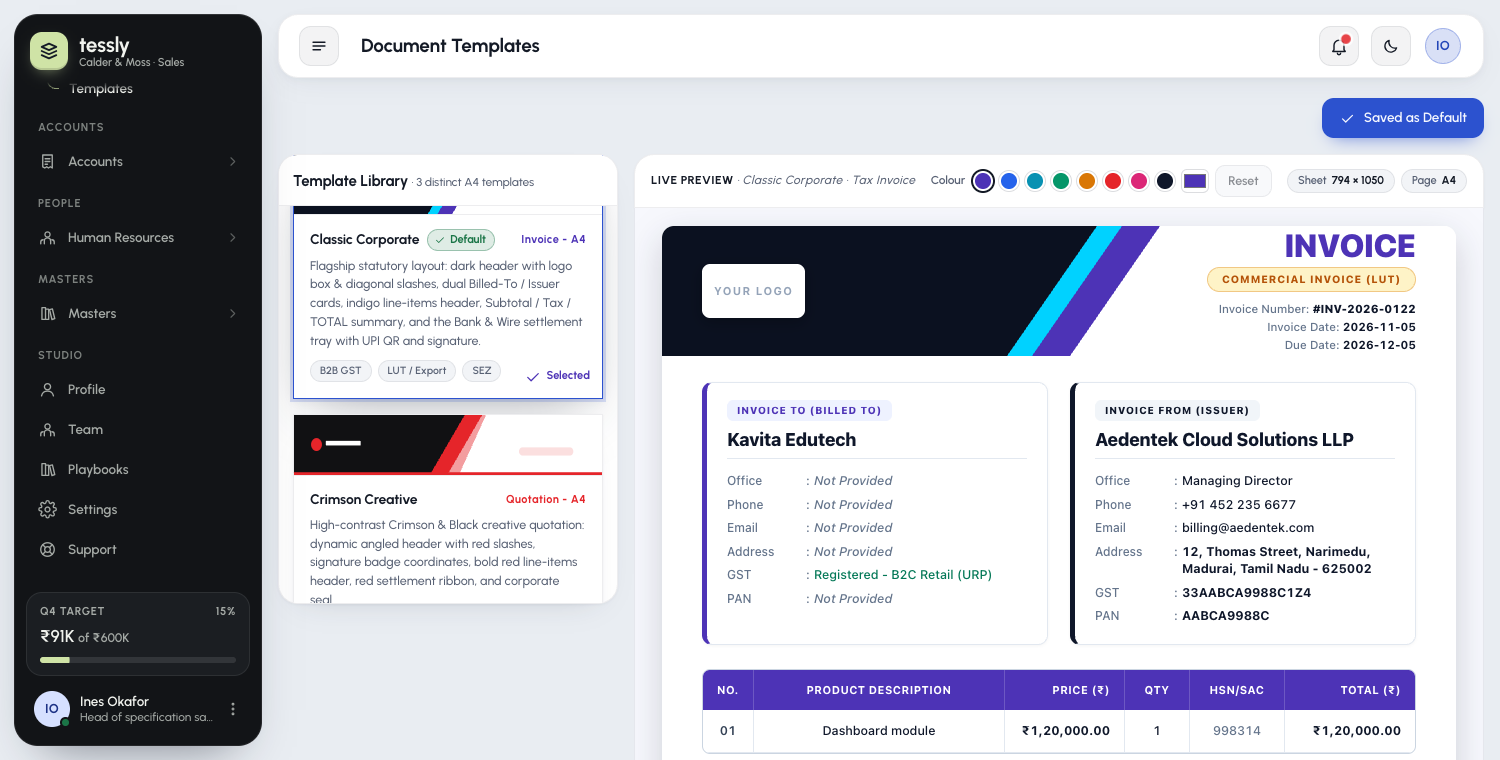 tessly
Calder & Moss · Sales
Templates
ACCOUNTS
Accounts
PEOPLE
Human Resources
MASTERS
Masters
STUDIO
Profile
Team
Playbooks
Settings
Support
Q4 TARGET 15%
₹91K of ₹600K
IO
Ines Okafor
Head of specification sa...
Document Templates
IO
Saved as Default
Template Library · 3 distinct A4 templates
Classic Corporate Default Invoice - A4
Flagship statutory layout: dark header with logo
box & diagonal slashes, dual Billed-To / Issuer
cards, indigo line-items header, Subtotal / Tax /
TOTAL summary, and the Bank & Wire settlement
tray with UPI QR and signature.
B2B GST LUT / Export SEZ Selected
Crimson Creative Quotation - A4
High-contrast Crimson & Black creative quotation:
dynamic angled header with red slashes,
signature badge coordinates, bold red line-items
header, red settlement ribbon, and corporate
seal
LIVE PREVIEW · Classic Corporate · Tax Invoice Colour Reset Sheet 794 × 1050 Page A4
YOUR LOGO
INVOICE
COMMERCIAL INVOICE (LUT)
Invoice Number: #INV-2026-0122
Invoice Date: 2026-11-05
Due Date: 2026-12-05
INVOICE TO (BILLED TO)
Kavita Edutech
Office : Not Provided
Phone : Not Provided
Email : Not Provided
Address : Not Provided
GST : Registered - B2C Retail (URP)
PAN : Not Provided
INVOICE FROM (ISSUER)
Aedentek Cloud Solutions LLP
Office : Managing Director
Phone : +91 452 235 6677
Email : billing@aedentek.com
Address : 12, Thomas Street, Narimedu,
Madurai, Tamil Nadu - 625002
GST : 33AABCA9988C1Z4
PAN : AABCA9988C
NO. PRODUCT DESCRIPTION PRICE (₹) QTY HSN/SAC TOTAL (₹)
01 Dashboard module ₹1,20,000.00 1 998314 ₹1,20,000.00